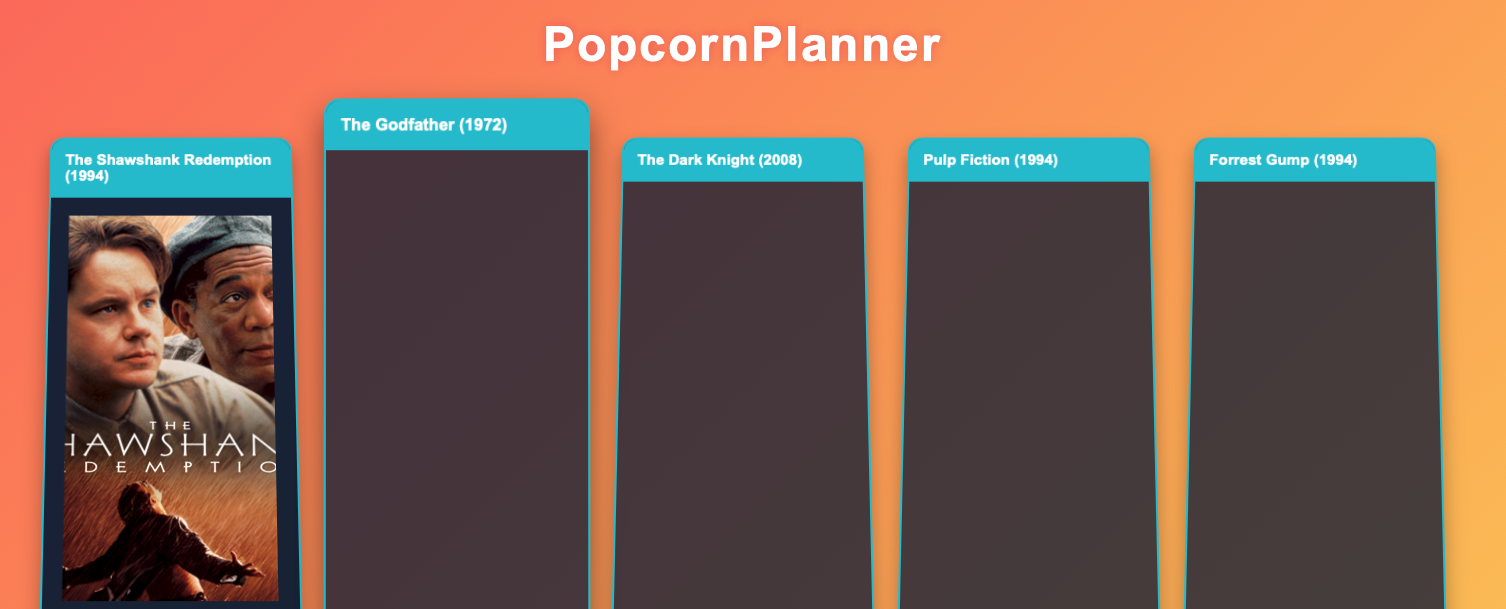 PopcornPlanner
The Shawshank Redemption
(1994)
The Godfather (1972)
The Dark Knight (2008)
Pulp Fiction (1994)
Forrest Gump (1994)
THE
HAWSHAN
DEMPTIO